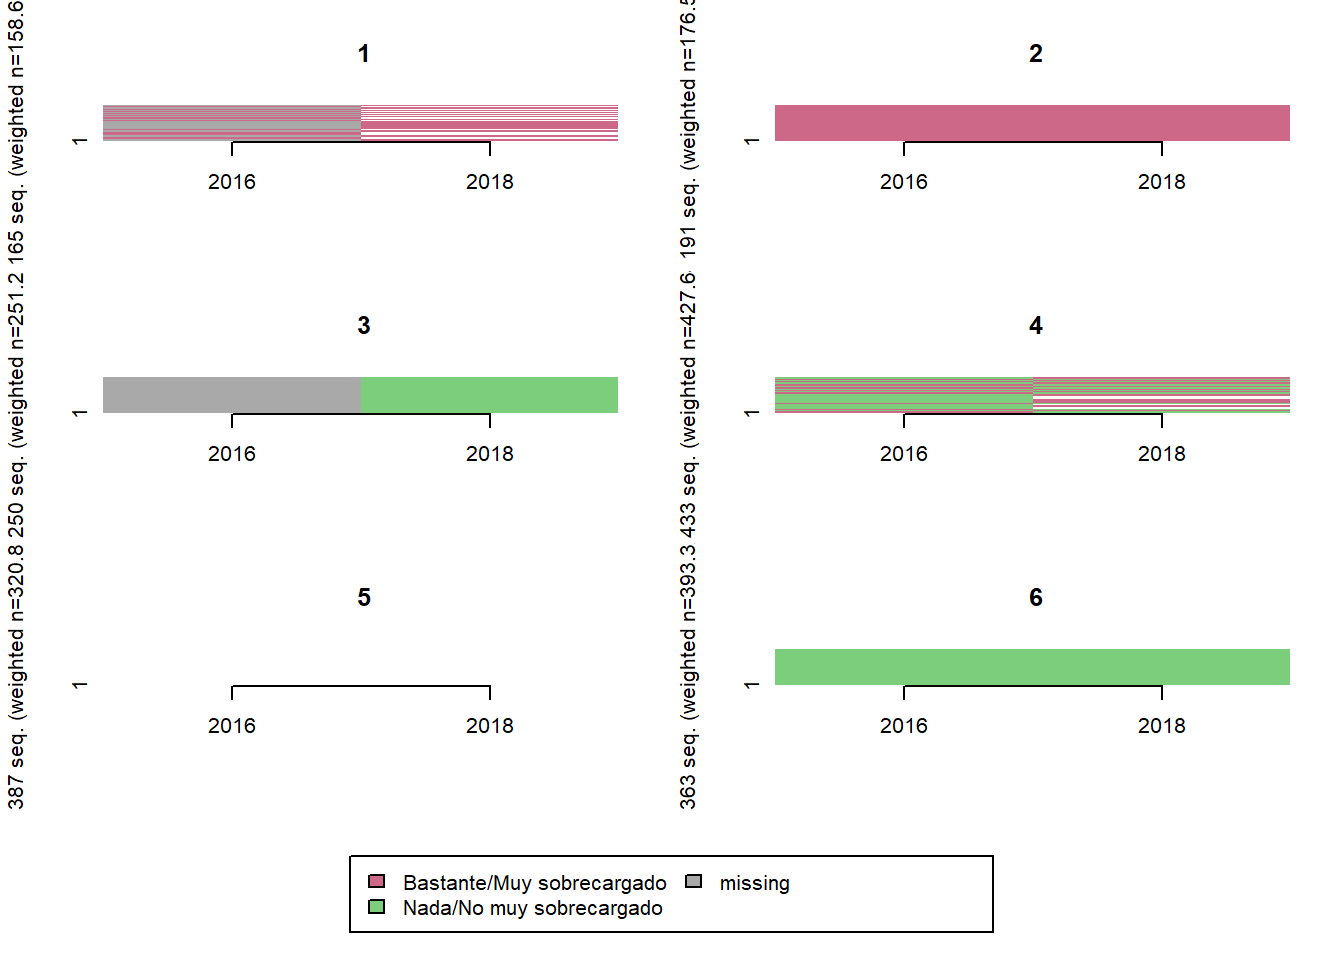 165 seq. (weighted n=158.6
1
1
2016
2018
191 seq. (weighted n=176.5
2
1
2016
2018
250 seq. (weighted n=251.2
3
1
2016
2018
433 seq. (weighted n=427.6
4
1
2016
2018
387 seq. (weighted n=320.8
5
1
2016
2018
363 seq. (weighted n=393.3
6
1
2016
2018
Bastante/Muy sobrecargado
missing
Nada/No muy sobrecargado